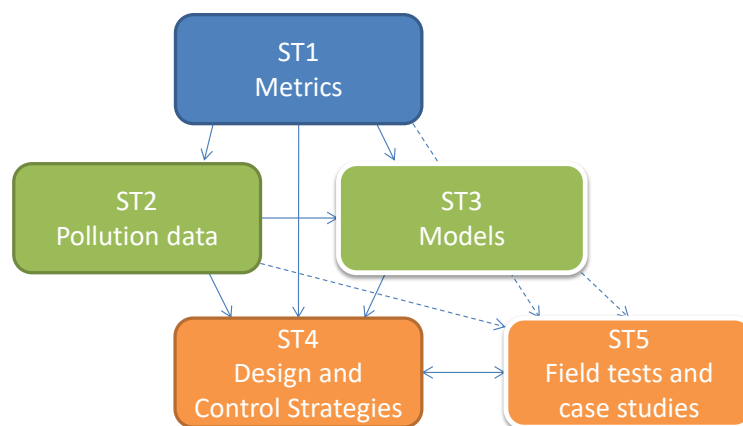 ST1
Metrics
ST2
Pollution data
ST3
Models
ST4
Design and
Control Strategies
ST5
Field tests and
case studies